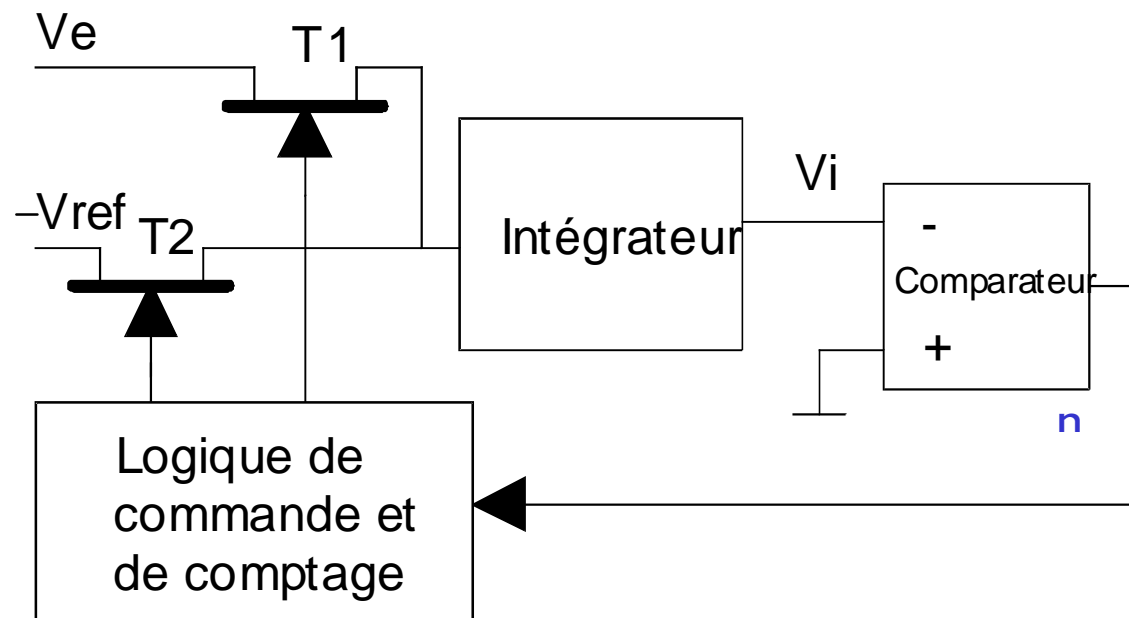 Ve
T1
−Vref
T2
Intégrateur
Vi
-
Comparateur
+
n
Logique de
commande et
de comptage